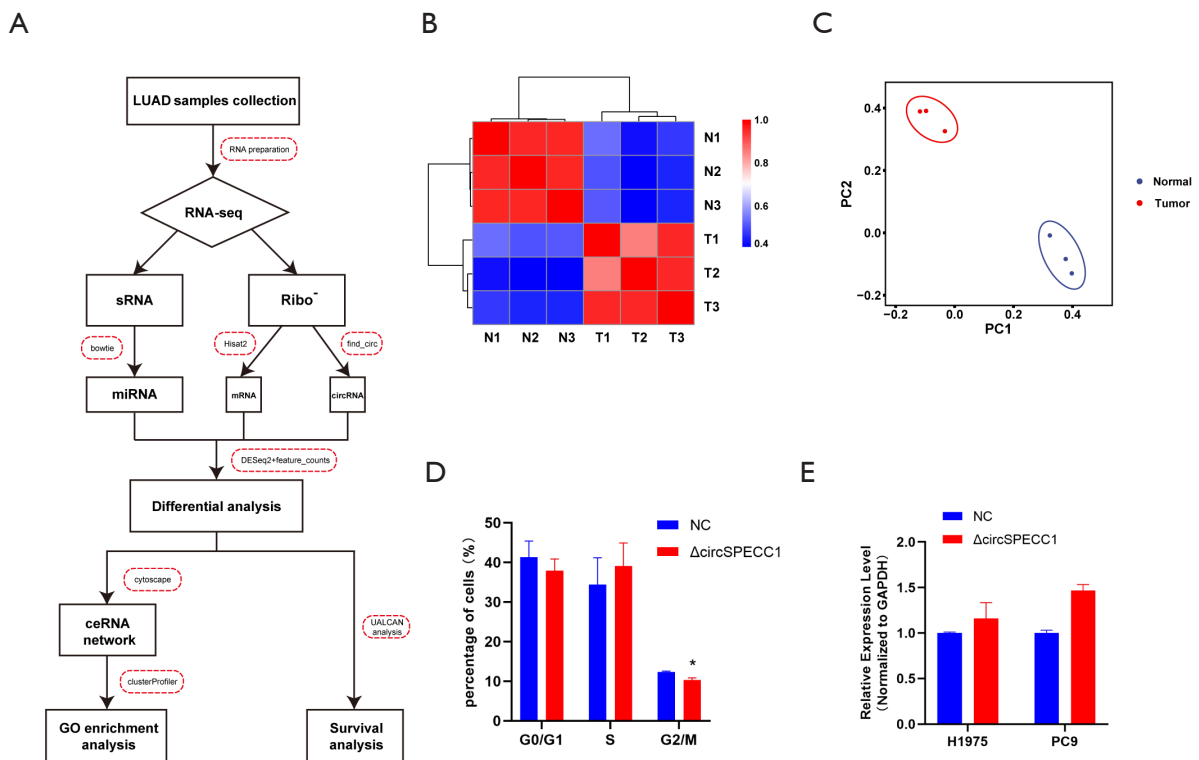 A
LUAD samples collection
RNA preparation
RNA-seq
sRNA
Ribo⁻
bowtie
Hisat2
find_circ
miRNA
mRNA
circRNA
DESeq2+feature_counts
Differential analysis
cytoscape
UALCAN
analysis
ceRNA
network
clusterProfiler
GO enrichment
analysis
Survival
analysis
B
1.0
0.8
0.6
0.4
N1
N2
N3
T1
T2
T3
N1 N2 N3 T1 T2 T3
C
PC2
0.4
0.2
0.0
−0.2
−0.2 0.0 0.2 0.4
PC1
Normal
Tumor
D
NC
ΔcircSPECC1
percentage of cells (%)
50
40
30
20
10
0
*
G0/G1 S G2/M
E
NC
ΔcircSPECC1
Relative Expression Level
(Normalized to GAPDH)
2.0
1.5
1.0
0.5
0.0
H1975 PC9